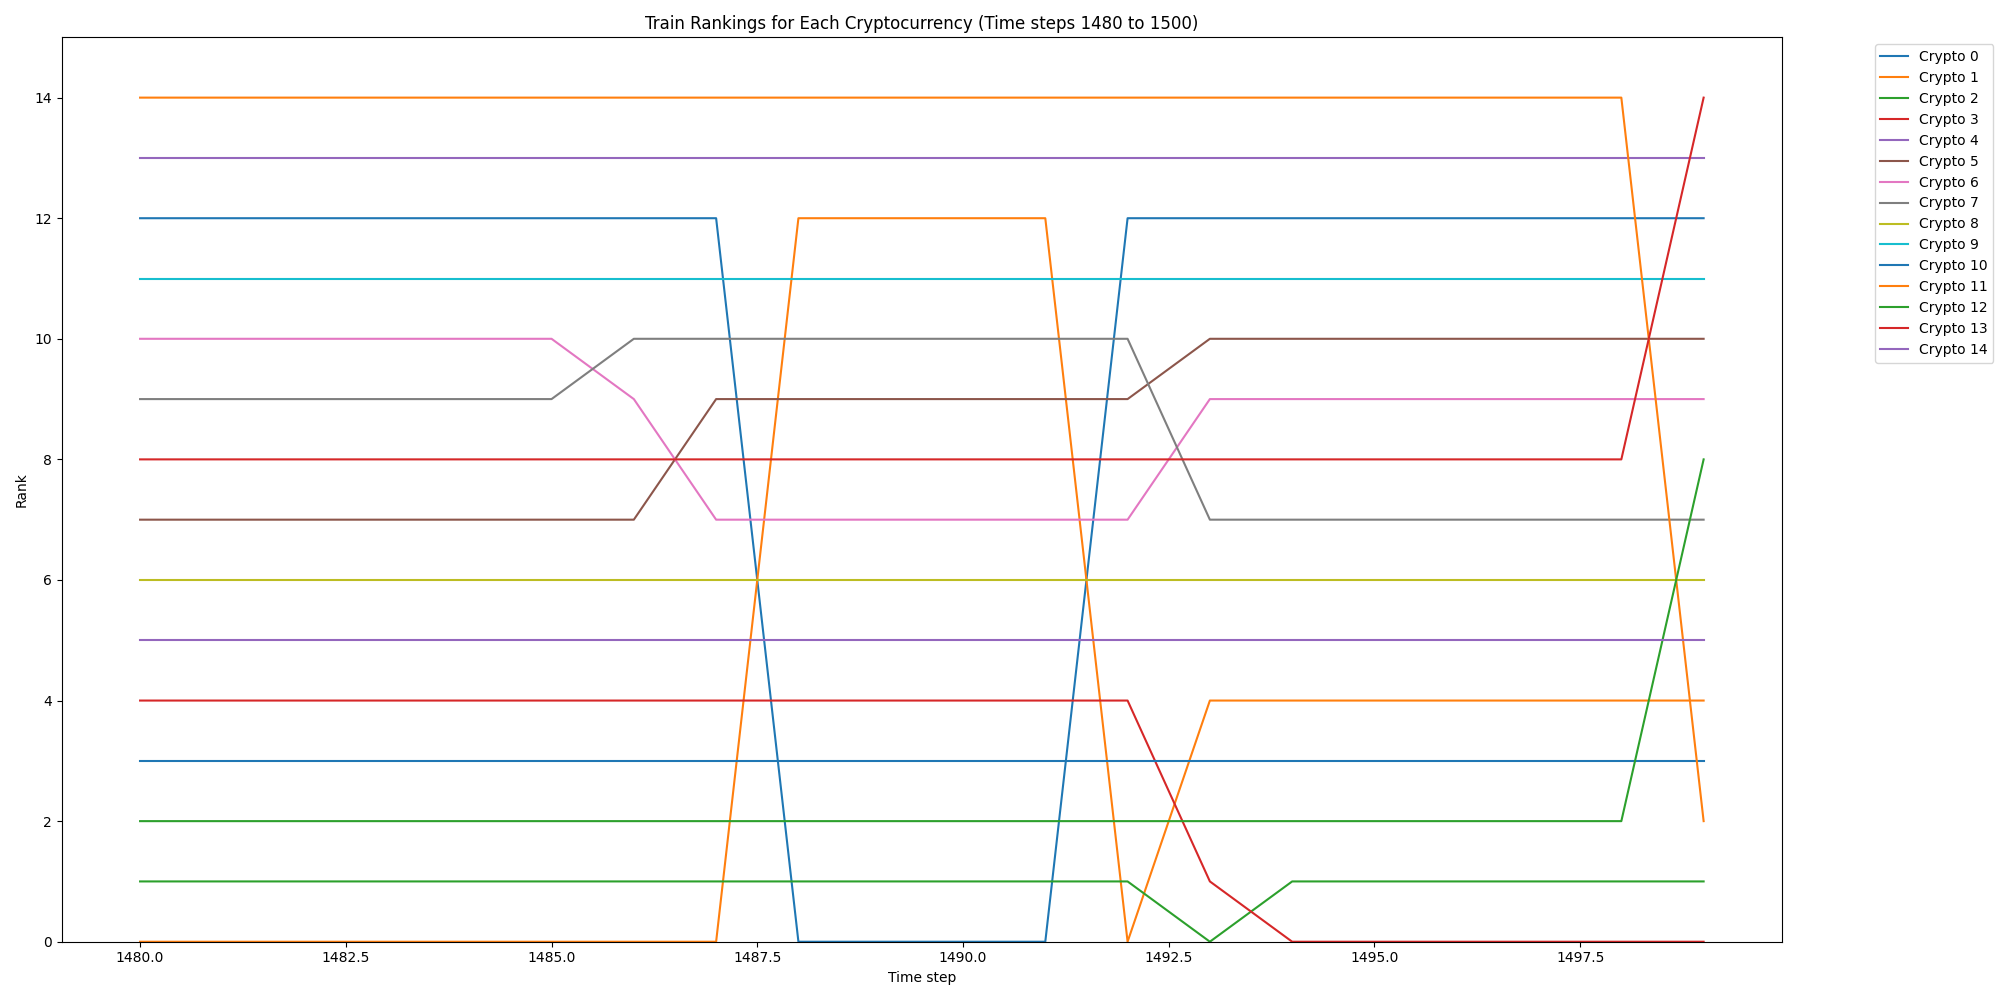 Train Rankings for Each Cryptocurrency (Time steps 1480 to 1500)
Rank
14
12
10
8
6
4
2
0
1480.0
1482.5
1485.0
1487.5
1490.0
1492.5
1495.0
1497.5
Time step
Crypto 0
Crypto 1
Crypto 2
Crypto 3
Crypto 4
Crypto 5
Crypto 6
Crypto 7
Crypto 8
Crypto 9
Crypto 10
Crypto 11
Crypto 12
Crypto 13
Crypto 14